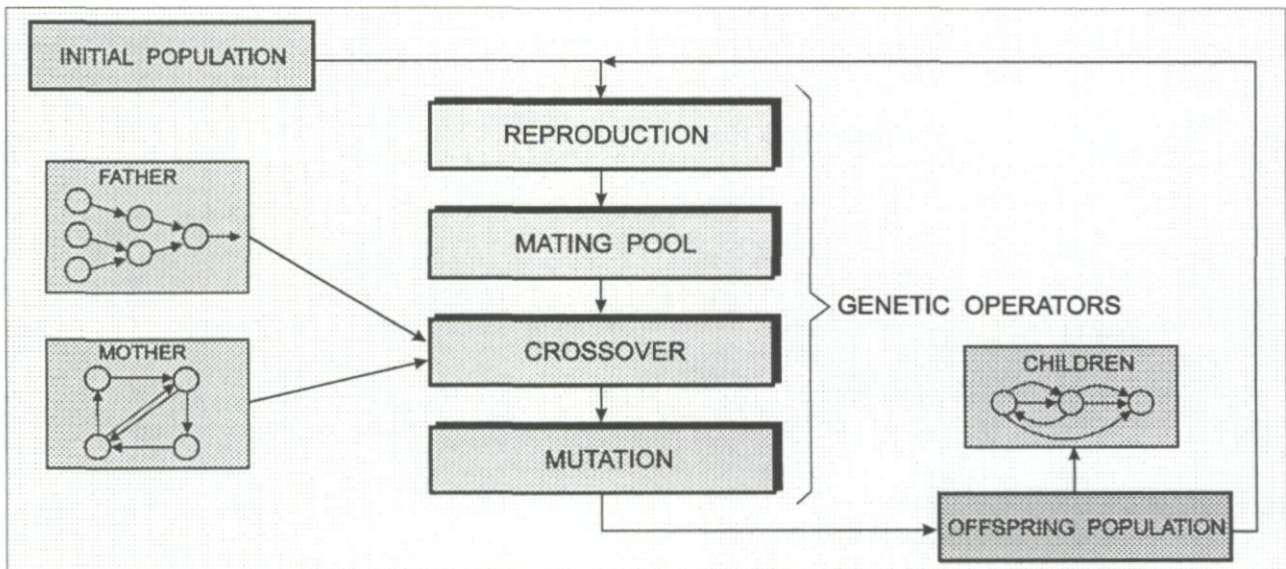 INITIAL POPULATION
REPRODUCTION
FATHER
MATING POOL
GENETIC OPERATORS
CROSSOVER
MOTHER
CHILDREN
MUTATION
OFFSPRING POPULATION